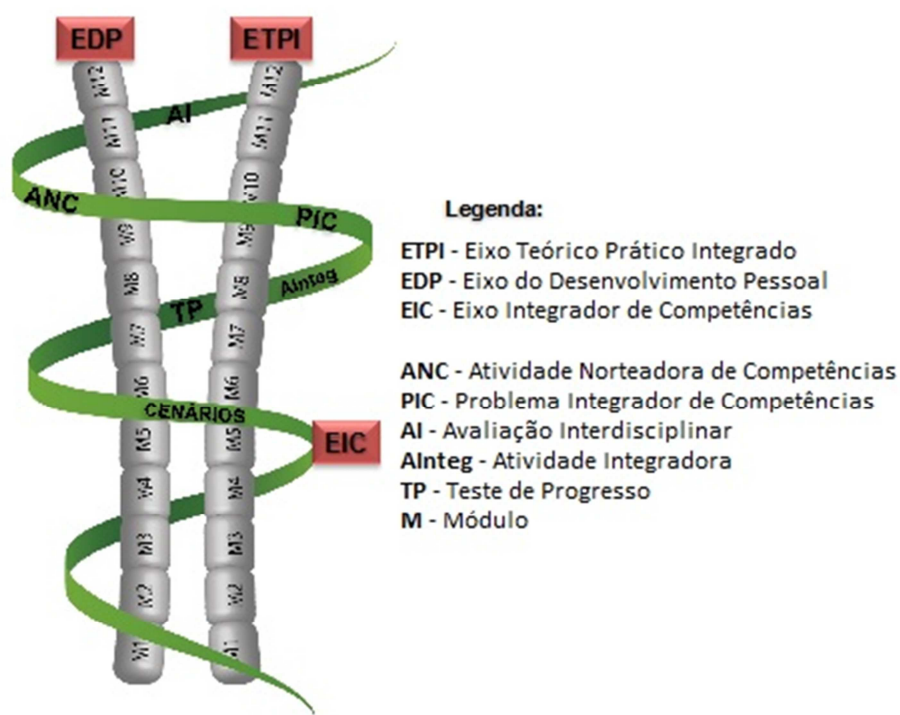 EDP
ETPI
M12
M12
M11
M11
AI
M10
M10
ANC
PIC
M9
M9
M8
M8
AInteg
TP
M7
M7
M6
M6
CENÁRIOS
M5
M5
EIC
M4
M4
M3
M3
M2
M2
M1
M1
Legenda:
ETPI - Eixo Teórico Prático Integrado
EDP - Eixo do Desenvolvimento Pessoal
EIC - Eixo Integrador de Competências
ANC - Atividade Norteadora de Competências
PIC - Problema Integrador de Competências
AI - Avaliação Interdisciplinar
AInteg - Atividade Integradora
TP - Teste de Progresso
M - Módulo